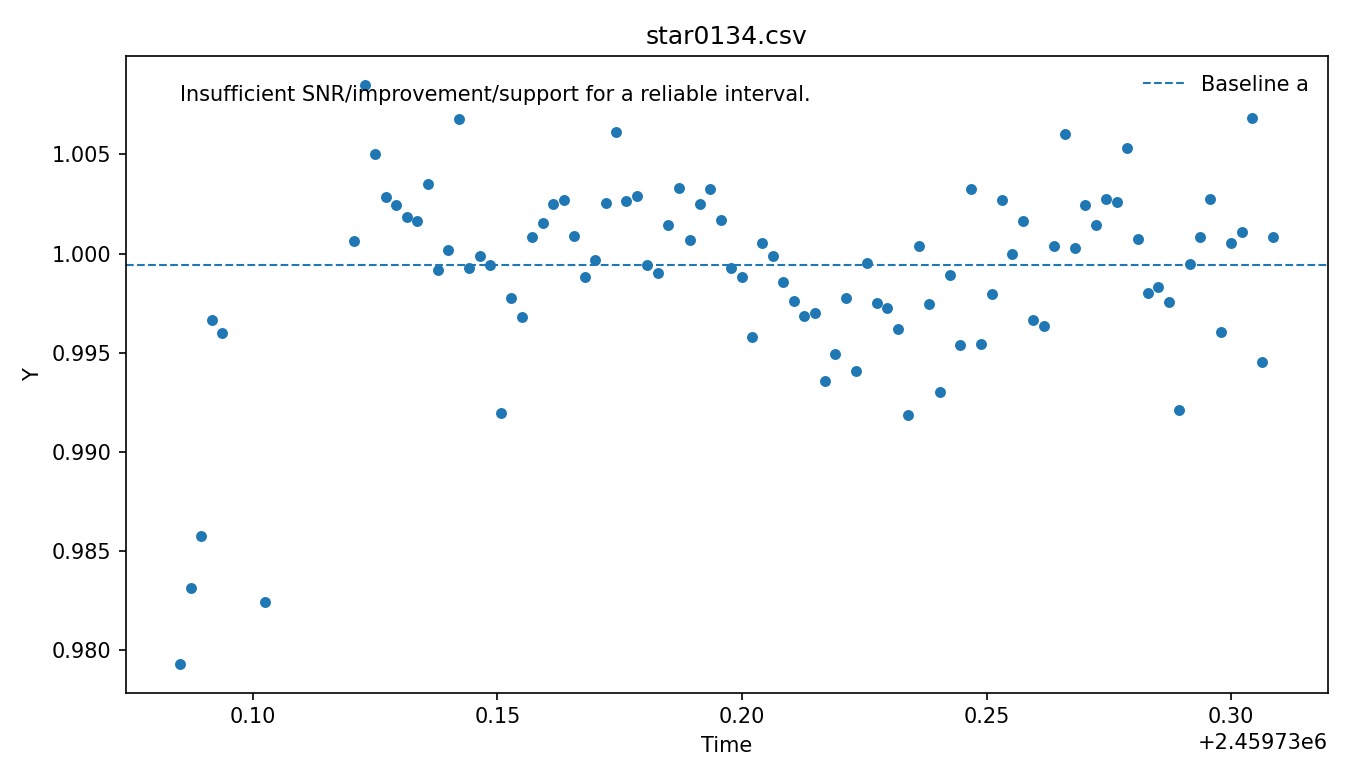 star0134.csv
Insufficient SNR/improvement/support for a reliable interval.
Baseline a
1.005
1.000
0.995
0.990
0.985
0.980
Y
0.10 0.15 0.20 0.25 0.30
Time
+2.45973e6